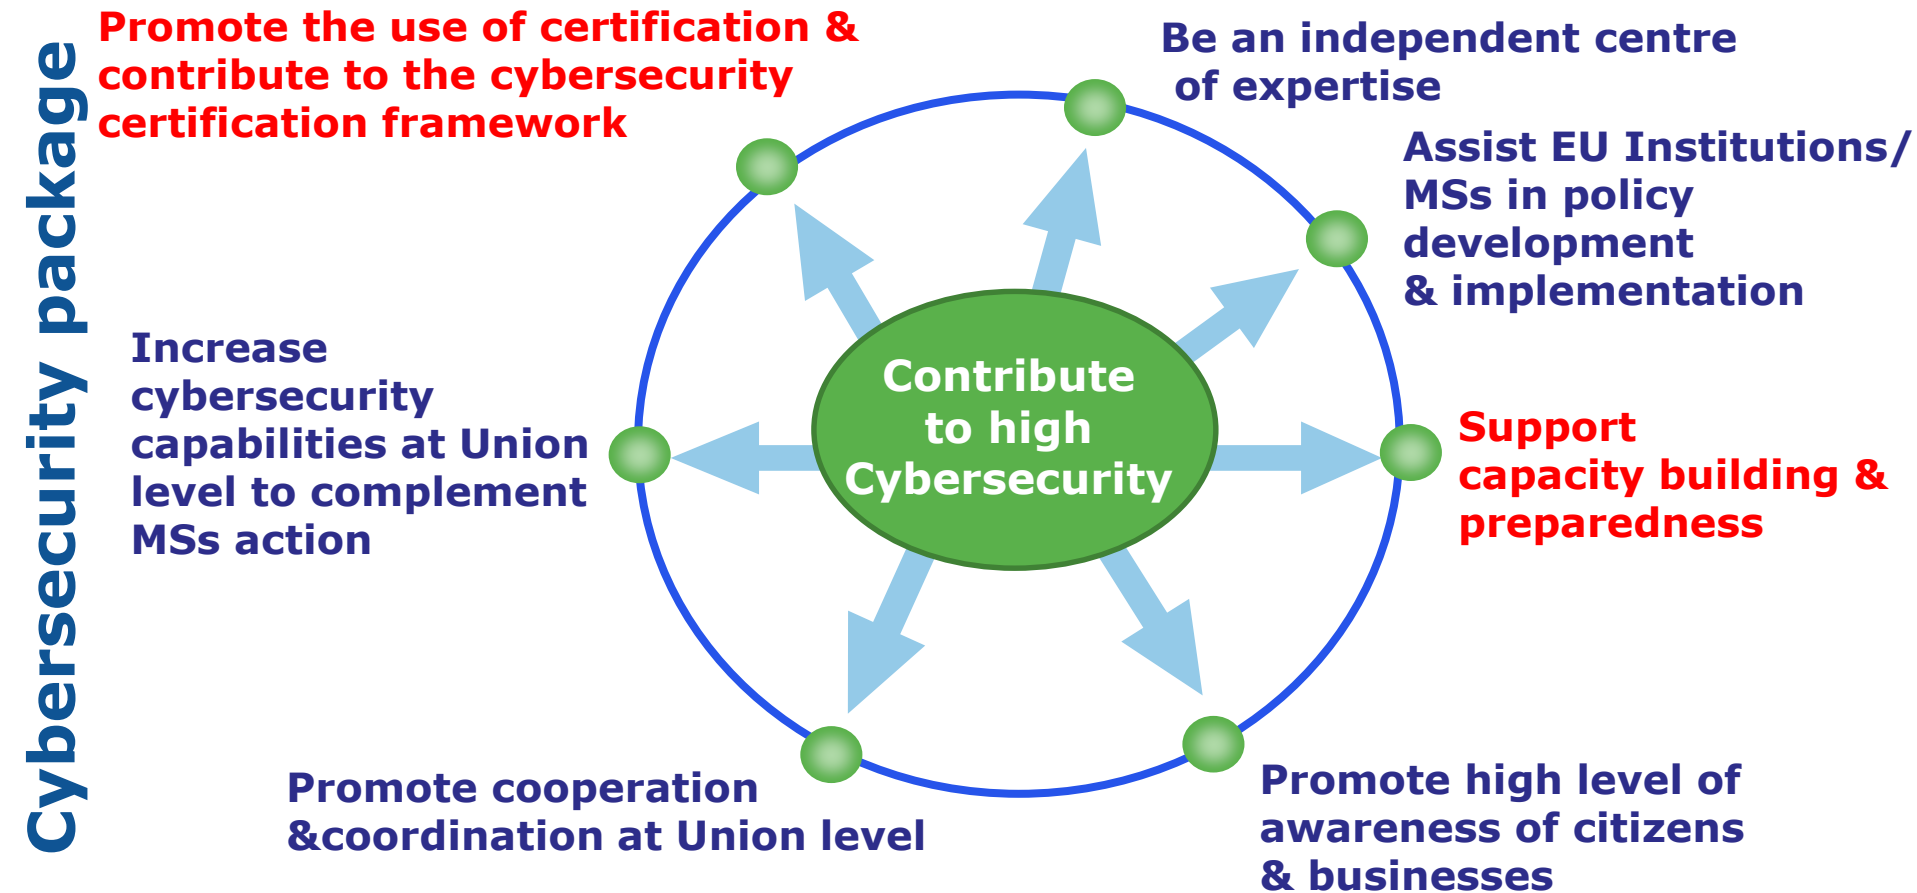 Cybersecurity package
Promote the use of certification &
contribute to the cybersecurity
certification framework
Be an independent centre
of expertise
Assist EU Institutions/
MSs in policy
development
& implementation
Increase
cybersecurity
capabilities at Union
level to complement
MSs action
Contribute
to high
Cybersecurity
Support
capacity building &
preparedness
Promote cooperation
&coordination at Union level
Promote high level of
awareness of citizens
& businesses